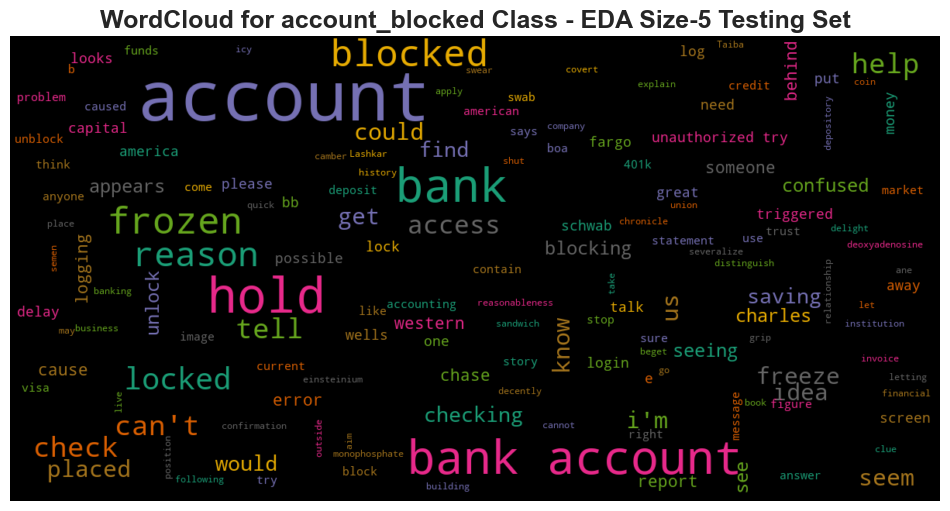 WordCloud for account_blocked Class - EDA Size-5 Testing Set
icy
Taiba
funds
looks
blocked
log
behind
help
b
swear
covert
explain
credit
put
coin
account
problem
caused
apply
swab
need
money
depository
american
capital
could
says
company
unauthorized try
unblock
america
find
boa
fargo
think
camber
Lashkar
shut
401k
someone
history
anyone
appears
come
please
deposit
bank
great
confused
market
quick
bb
union
place
frozen
get
access
schwab
chronicle
triggered
trust
delight
semen
logging
reason
possible
lock
blocking
statement
use
deoxyadenosine
severalize
distinguish
contain
ane
relationship
banking
unlock
hold
take
saving
away
delay
like
accounting
reasonableness
talk
us
charles
let
may
business
tell
image
wells
western
sandwich
stop
institution
one
know
sure
grip
story
login
beget
seeing
invoice
cause
current
chase
go
freeze
letting
visa
locked
einsteinium
e
idea
financial
live
error
decently
book
figure
can't
confirmation
outside
checking
cannot
i'm
message
screen
check
aim
right
clue
placed
position
would
monophosphate
bank account
see
following
try
block
building
report
answer
seem